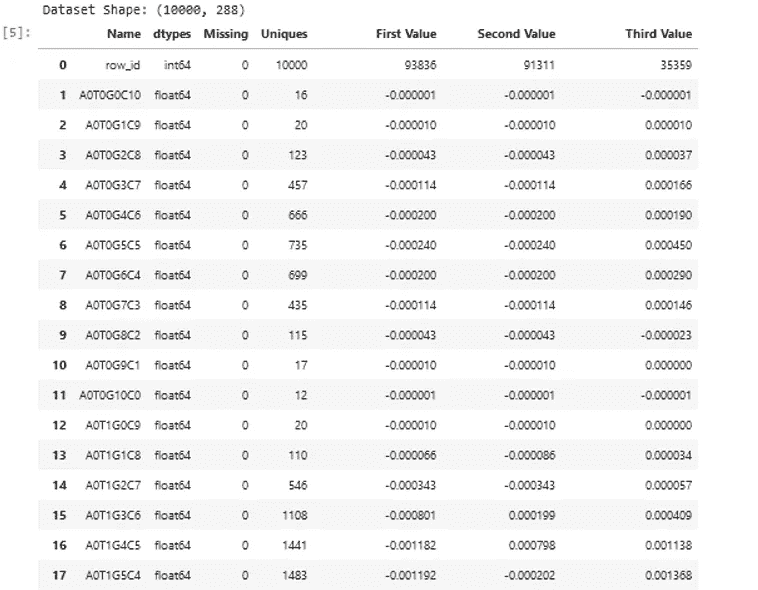 Dataset Shape: (10000, 288)
[5]:
Name dtypes Missing Uniques First Value Second Value Third Value
0 row_id int64 0 10000 93836 91311 35359
1 A0T0G0C10 float64 0 16 -0.000001 -0.000001 -0.000001
2 A0T0G1C9 float64 0 20 -0.000010 -0.000010 0.000010
3 A0T0G2C8 float64 0 123 -0.000043 -0.000043 0.000037
4 A0T0G3C7 float64 0 457 -0.000114 -0.000114 0.000166
5 A0T0G4C6 float64 0 666 -0.000200 -0.000200 0.000190
6 A0T0G5C5 float64 0 735 -0.000240 -0.000240 0.000450
7 A0T0G6C4 float64 0 699 -0.000200 -0.000200 0.000290
8 A0T0G7C3 float64 0 435 -0.000114 -0.000114 0.000146
9 A0T0G8C2 float64 0 115 -0.000043 -0.000043 -0.000023
10 A0T0G9C1 float64 0 17 -0.000010 -0.000010 0.000000
11 A0T0G10C0 float64 0 12 -0.000001 -0.000001 -0.000001
12 A0T1G0C9 float64 0 20 -0.000010 -0.000010 0.000000
13 A0T1G1C8 float64 0 110 -0.000066 -0.000086 0.000034
14 A0T1G2C7 float64 0 546 -0.000343 -0.000343 0.000057
15 A0T1G3C6 float64 0 1108 -0.000801 0.000199 0.000409
16 A0T1G4C5 float64 0 1441 -0.001182 0.000798 0.001138
17 A0T1G5C4 float64 0 1483 -0.001192 -0.000202 0.001368